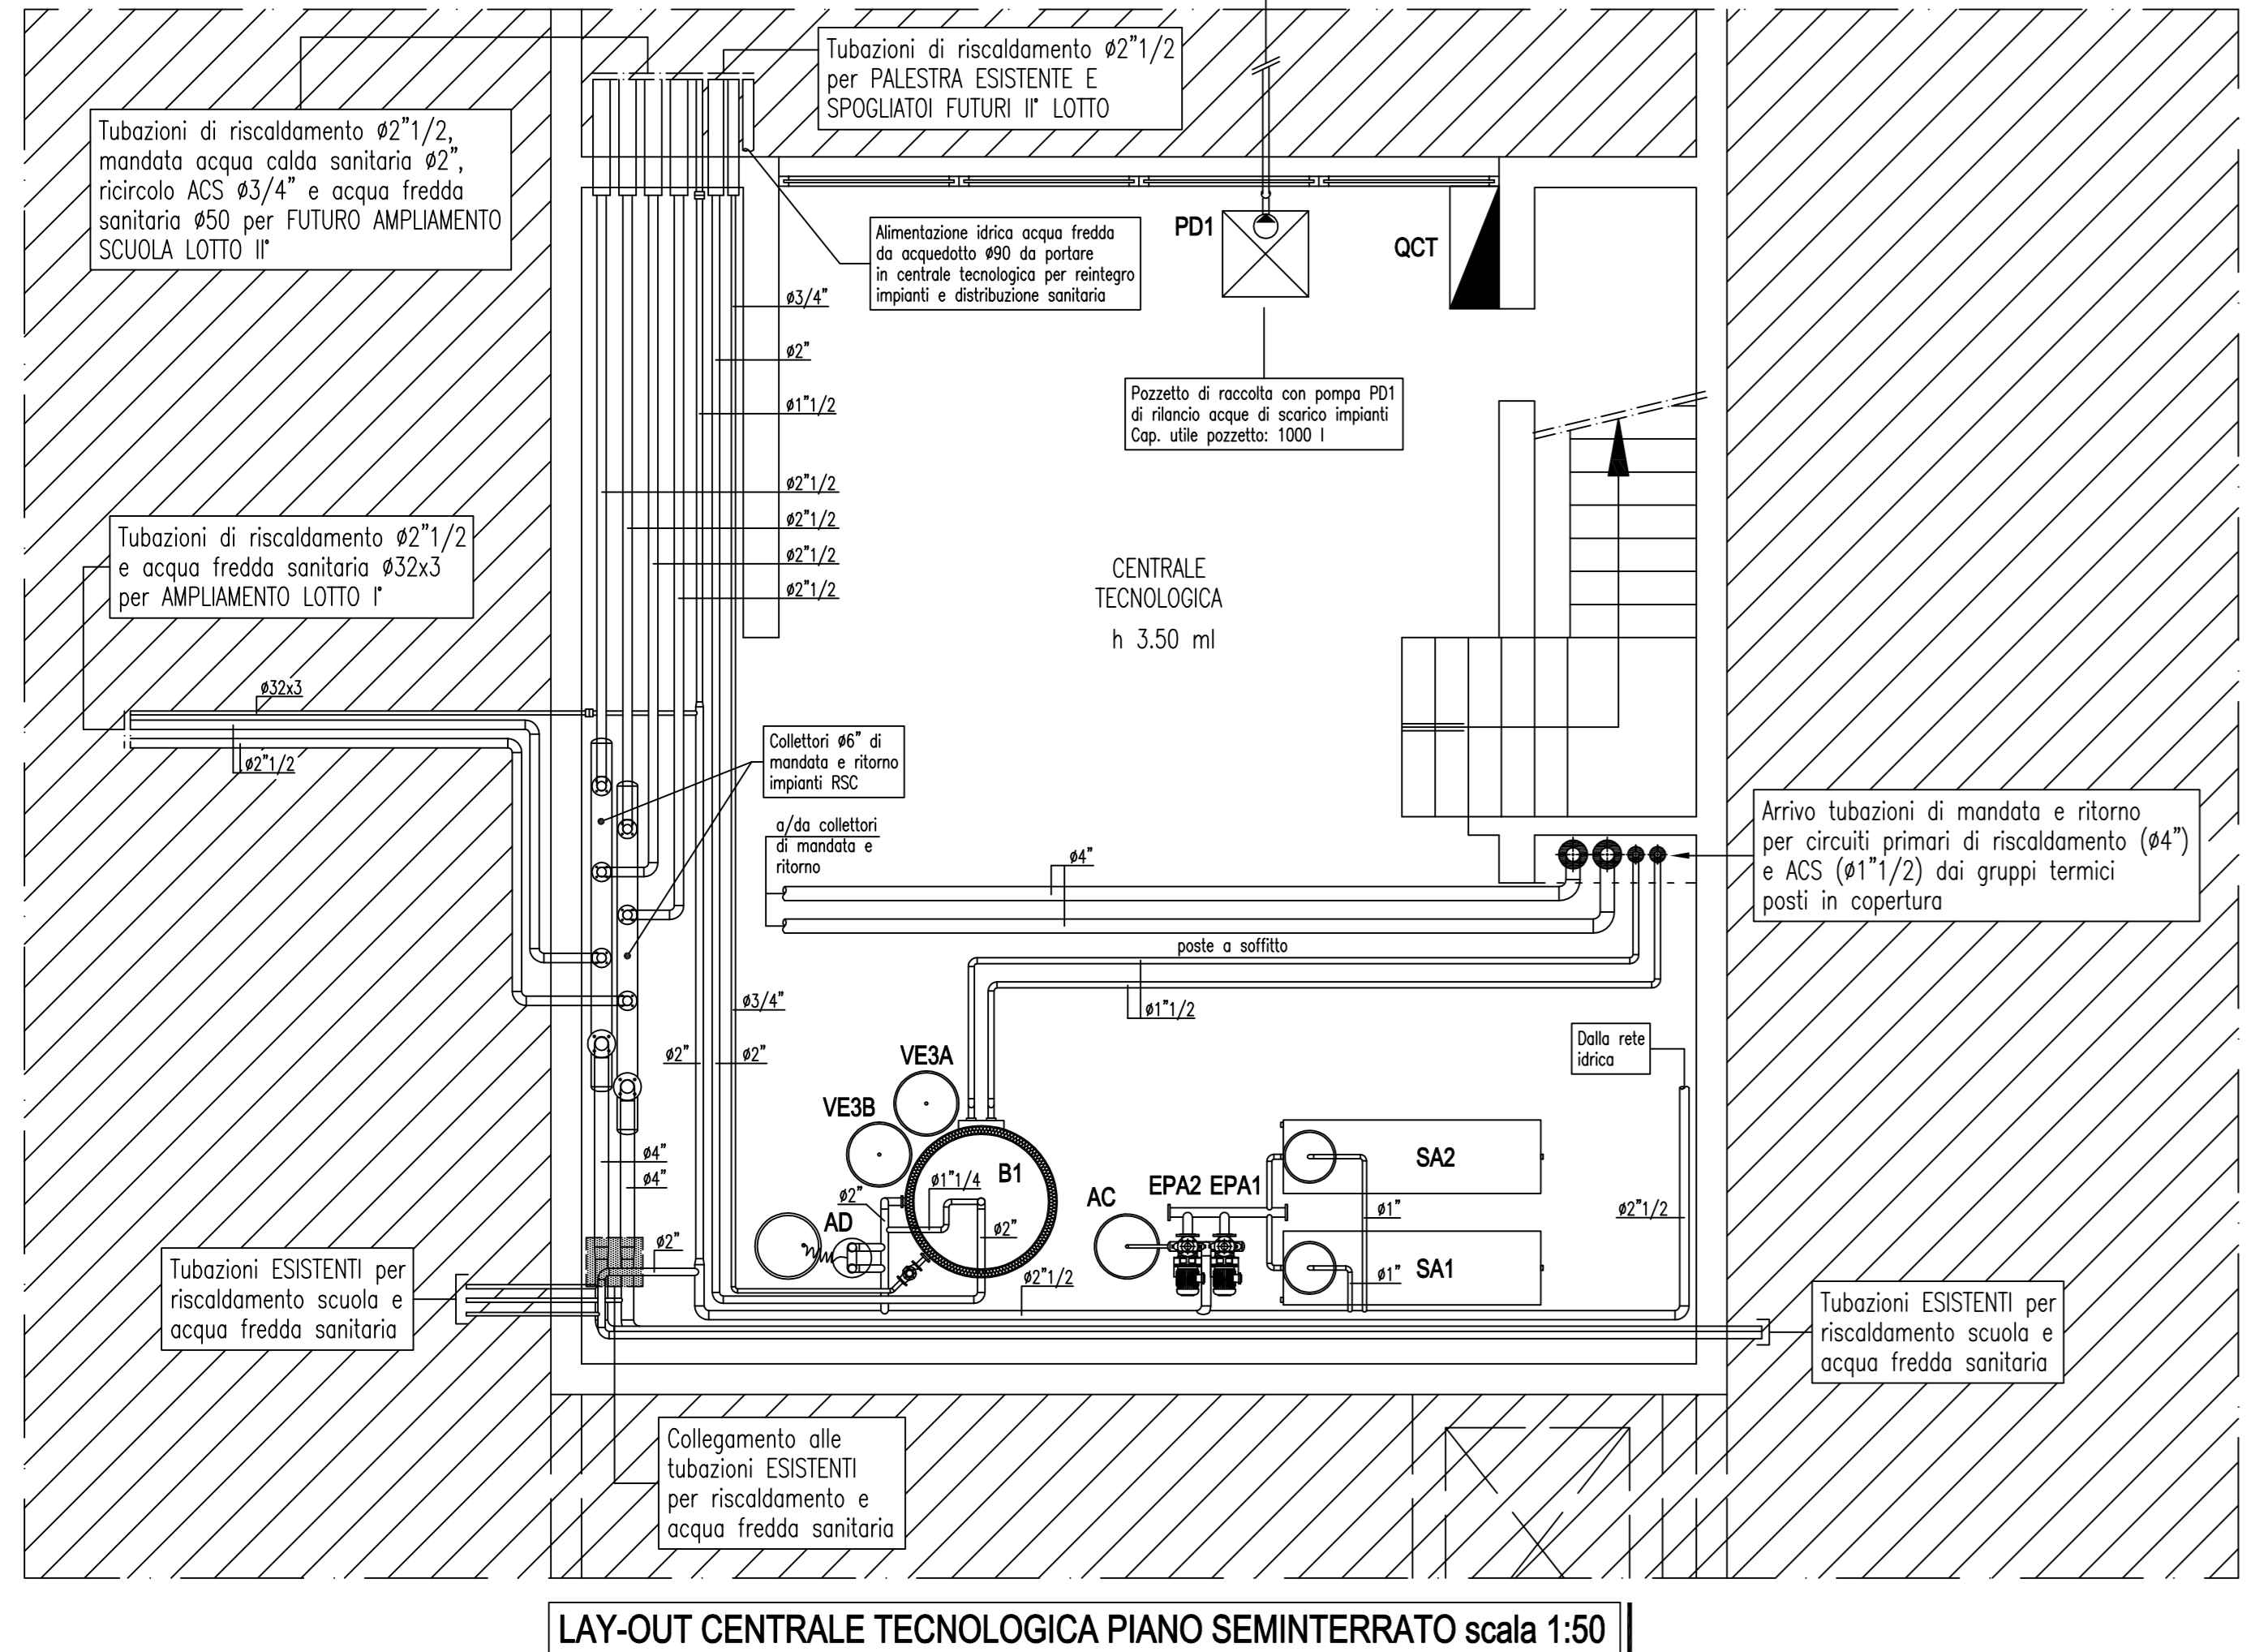 Tubazioni di riscaldamento ø2"1/2
per PALESTRA ESISTENTE E
SPOGLIATOI FUTURI II° LOTTO
Tubazioni di riscaldamento ø2"1/2,
mandata acqua calda sanitaria ø2",
ricircolo ACS ø3/4" e acqua fredda
sanitaria ø50 per FUTURO AMPLIAMENTO
SCUOLA LOTTO II°
Alimentazione idrica acqua fredda
da acquedotto ø90 da portare
in centrale tecnologica per reintegro
impianti e distribuzione sanitaria
PD1
QCT
ø3/4"
ø2"
ø1"1/2
Pozzetto di raccolta con pompa PD1
di rilancio acque di scarico impianti
Cap. utile pozzetto: 1000 l
ø2"1/2
ø2"1/2
ø2"1/2
ø2"1/2
Tubazioni di riscaldamento ø2"1/2
e acqua fredda sanitaria ø32x3
per AMPLIAMENTO LOTTO I°
CENTRALE
TECNOLOGICA
h 3.50 ml
ø32x3
ø2"1/2
Collettori ø6" di
mandata e ritorno
impianti RSC
a/da collettori
di mandata e
ritorno
ø4"
Arrivo tubazioni di mandata e ritorno
per circuiti primari di riscaldamento (ø4")
e ACS (ø1"1/2) dai gruppi termici
posti in copertura
poste a soffitto
ø3/4"
ø1"1/2
ø2"
ø2"
VE3A
VE3B
Dalla rete
idrica
ø4"
ø4"
B1
ø1"1/4
ø2"
AD
ø2"
AC
EPA2
EPA1
SA2
ø1"
ø2"1/2
ø2"
ø2"1/2
SA1
ø1"
Tubazioni ESISTENTI per
riscaldamento scuola e
acqua fredda sanitaria
Tubazioni ESISTENTI per
riscaldamento scuola e
acqua fredda sanitaria
Collegamento alle
tubazioni ESISTENTI
per riscaldamento e
acqua fredda sanitaria
LAY-OUT CENTRALE TECNOLOGICA PIANO SEMINTERRATO scala 1:50